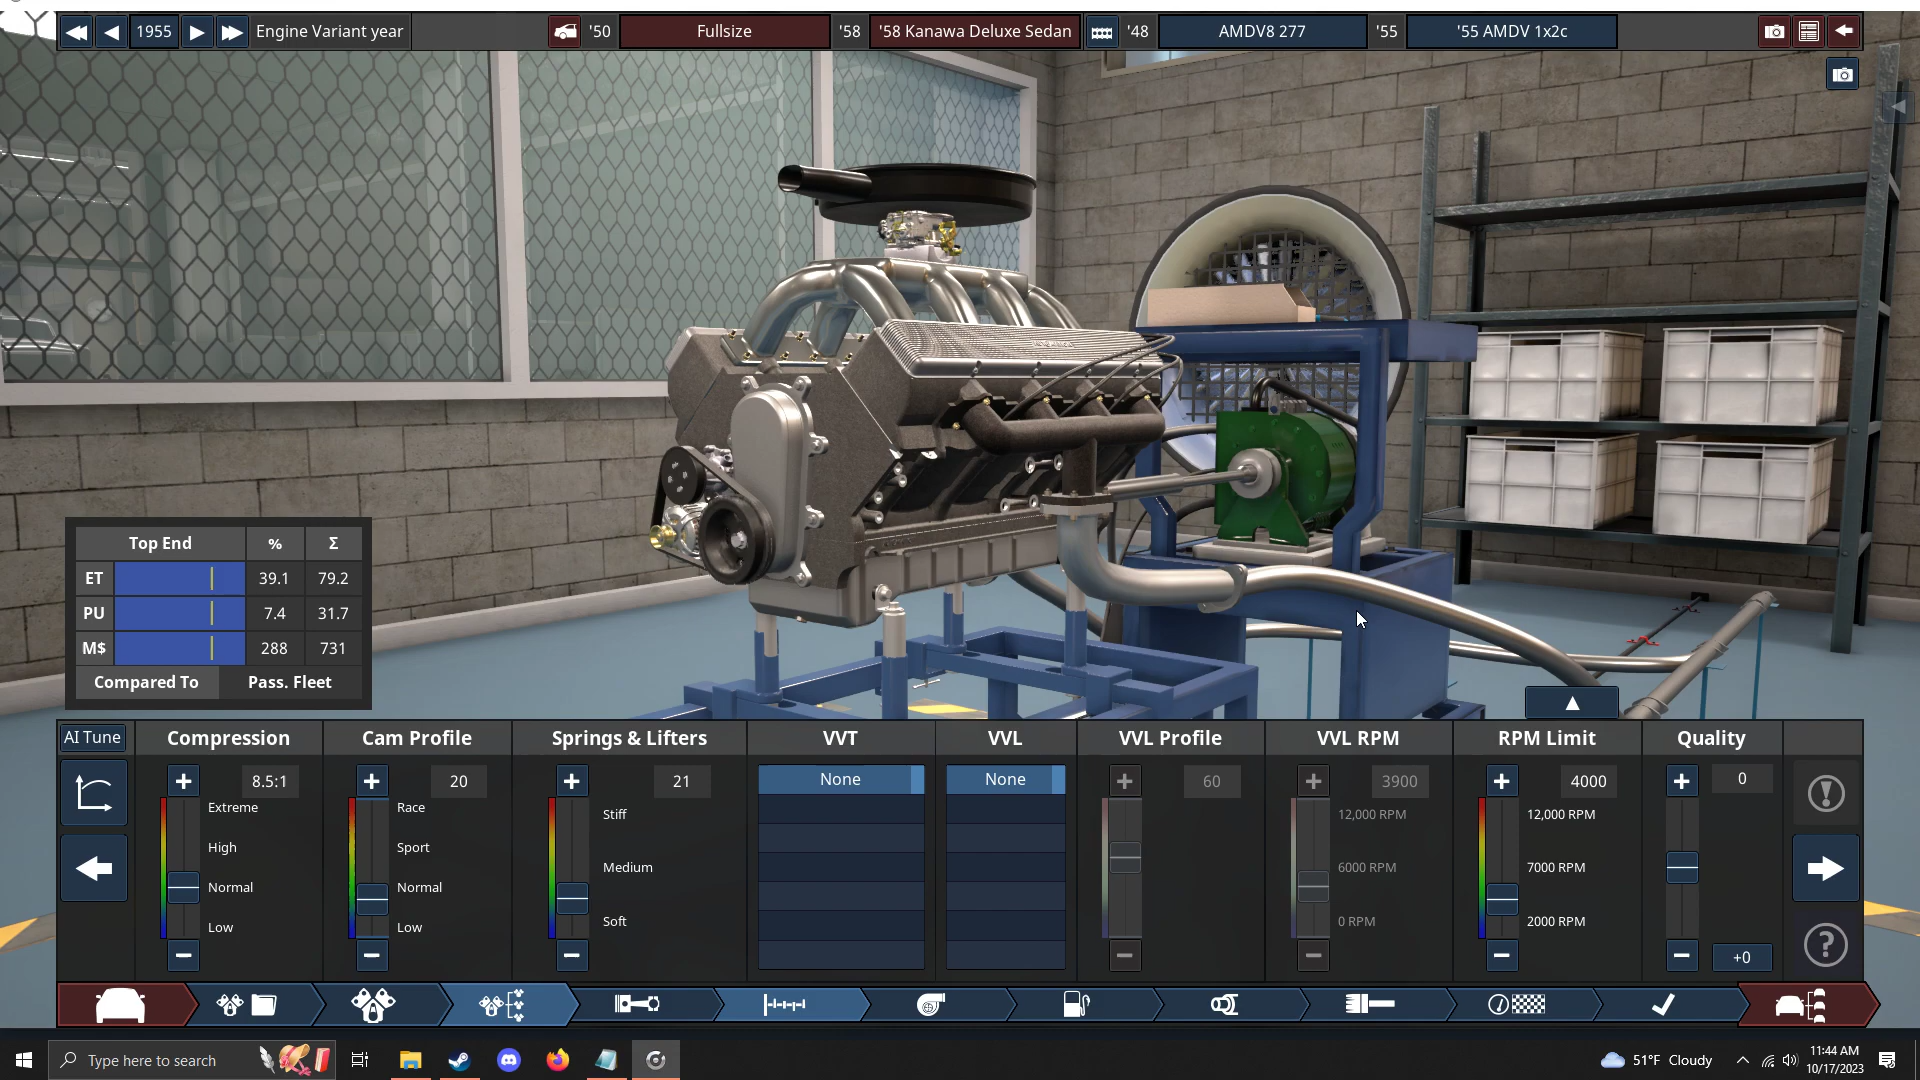 1955 Engine Variant year '50 Fullsize '58 '58 Kanawa Deluxe Sedan '48 AMDV8 277 '55 '55 AMDV 1x2c
Top End % Σ
ET 39.1 79.2
PU 7.4 31.7
M$ 288 731
Compared To Pass. Fleet
AI Tune
Compression
8.5:1
Extreme
High
Normal
Low
Cam Profile
20
Race
Sport
Normal
Low
Springs & Lifters
21
Stiff
Medium
Soft
VVT
None
VVL
None
VVL Profile
60
VVL RPM
3900
12,000 RPM
6000 RPM
0 RPM
RPM Limit
4000
12,000 RPM
7000 RPM
2000 RPM
Quality
0
+0
Type here to search
51°F Cloudy
11:44 AM
10/17/2023